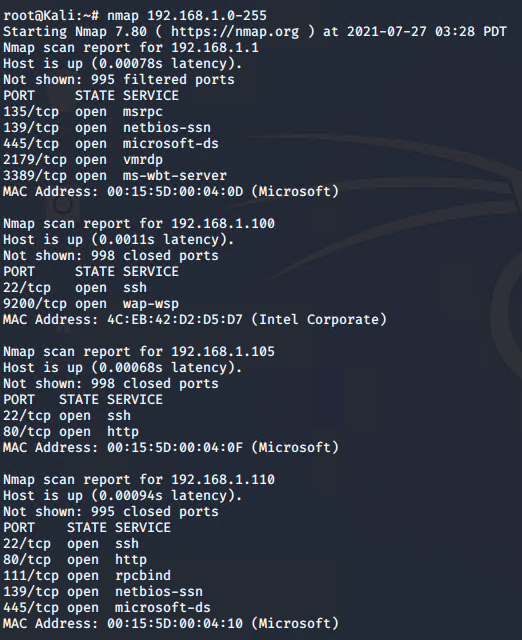 root@Kali:~# nmap 192.168.1.0-255
Starting Nmap 7.80 ( https://nmap.org ) at 2021-07-27 03:28 PDT
Nmap scan report for 192.168.1.1
Host is up (0.00078s latency).
Not shown: 995 filtered ports
PORT     STATE SERVICE
135/tcp  open  msrpc
139/tcp  open  netbios-ssn
445/tcp  open  microsoft-ds
2179/tcp open  vmrdp
3389/tcp open  ms-wbt-server
MAC Address: 00:15:5D:00:04:0D (Microsoft)

Nmap scan report for 192.168.1.100
Host is up (0.0011s latency).
Not shown: 998 closed ports
PORT     STATE SERVICE
22/tcp   open  ssh
9200/tcp open  wap-wsp
MAC Address: 4C:EB:42:D2:D5:D7 (Intel Corporate)

Nmap scan report for 192.168.1.105
Host is up (0.00068s latency).
Not shown: 998 closed ports
PORT   STATE SERVICE
22/tcp open  ssh
80/tcp open  http
MAC Address: 00:15:5D:00:04:0F (Microsoft)

Nmap scan report for 192.168.1.110
Host is up (0.00094s latency).
Not shown: 995 closed ports
PORT    STATE SERVICE
22/tcp  open  ssh
80/tcp  open  http
111/tcp open  rpcbind
139/tcp open  netbios-ssn
445/tcp open  microsoft-ds
MAC Address: 00:15:5D:00:04:10 (Microsoft)